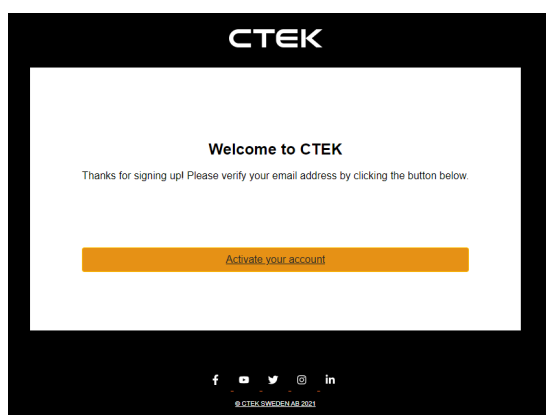 CTEK
Welcome to CTEK
Thanks for signing up! Please verify your email address by clicking the button below.
Activate your account
© CTEK SWEDEN AB 2021